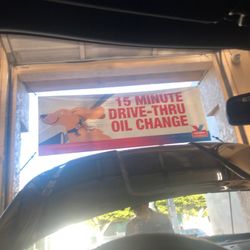 15 MINUTE
DRIVE-THRU
OIL CHANGE